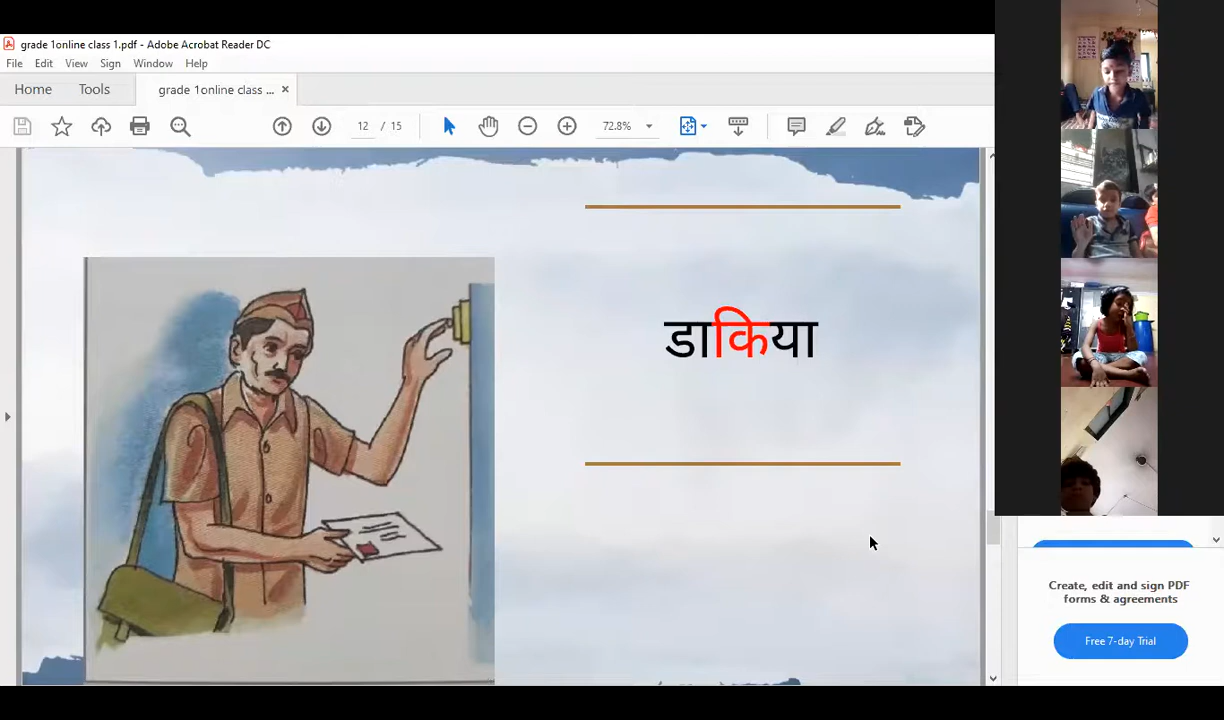 grade 1online class 1.pdf - Adobe Acrobat Reader DC
File Edit View Sign Window Help
Home Tools grade 1online class ... ×
12 / 15 72.8%
डाकिया
Create, edit and sign PDF
forms & agreements
Free 7-day Trial